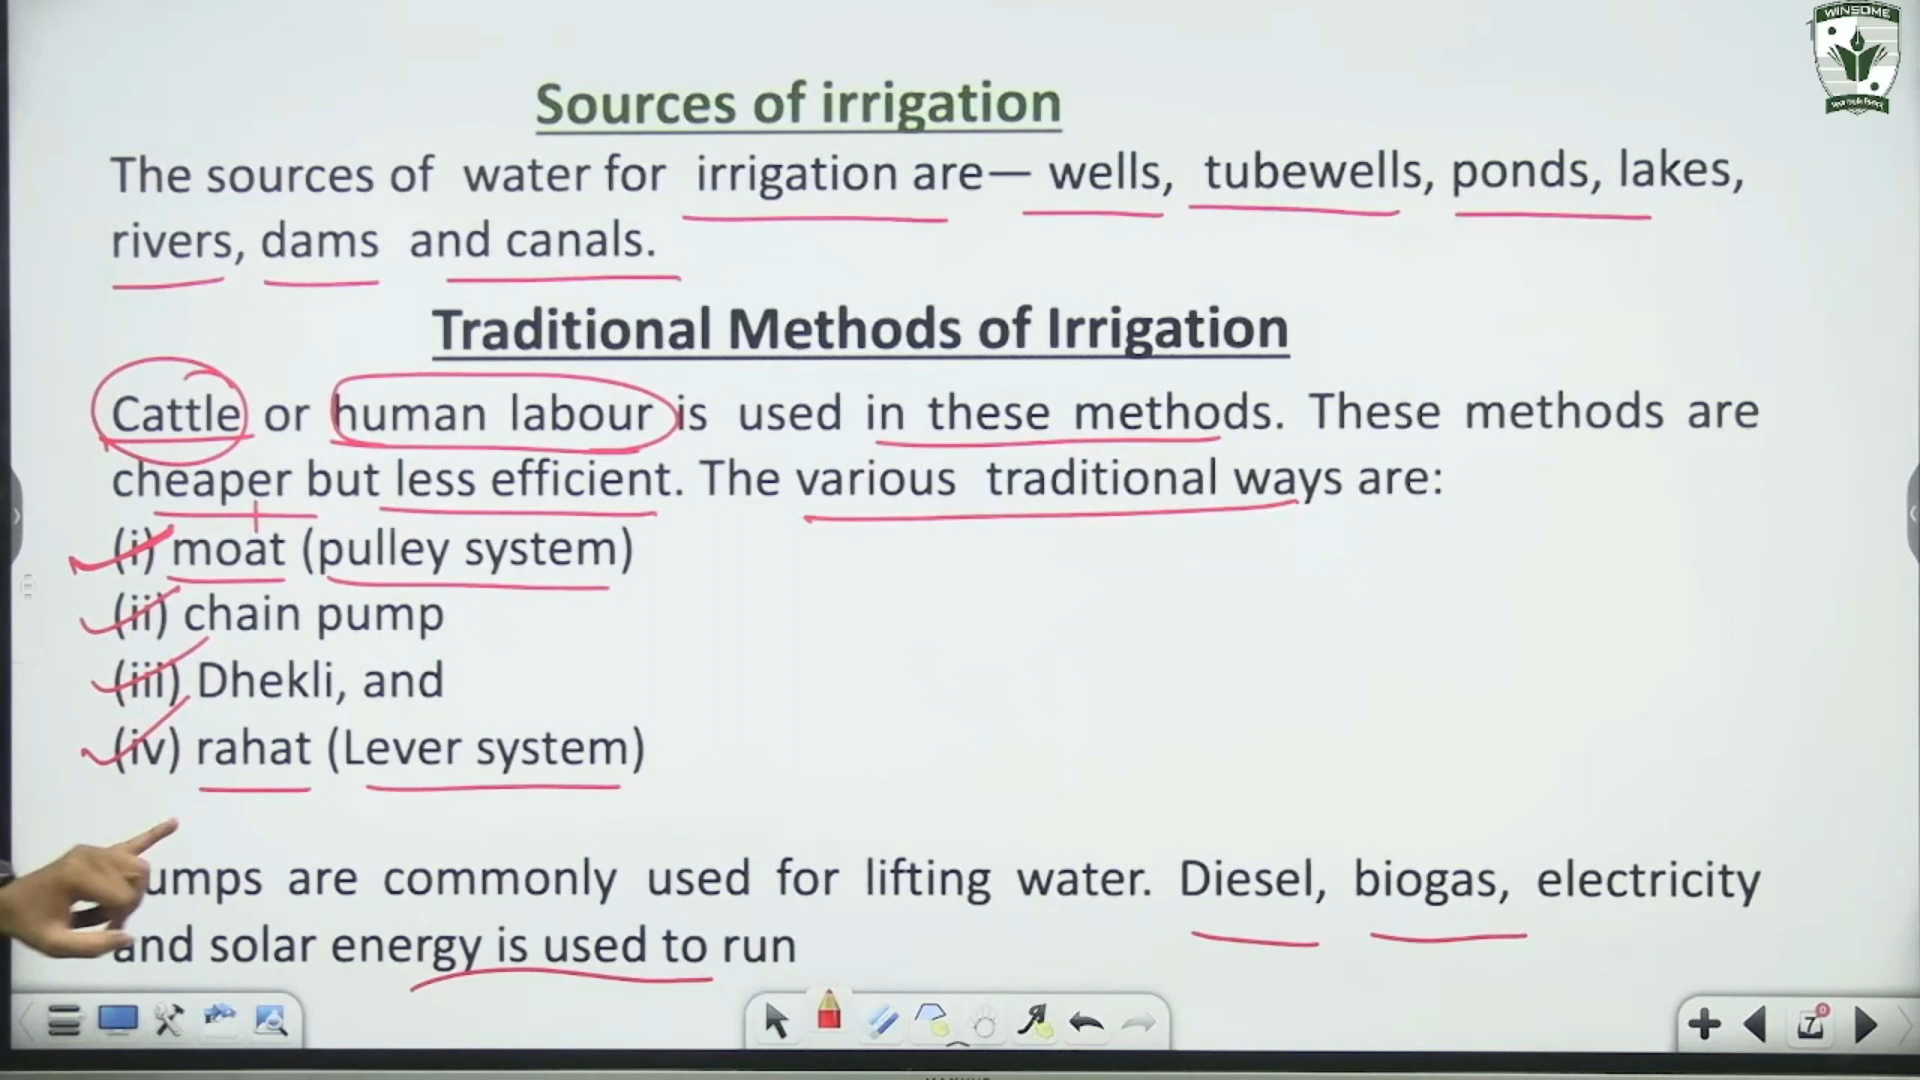 WINSOME
Sources of irrigation
The sources of water for irrigation are— wells, tubewells, ponds, lakes,
rivers, dams and canals.
Traditional Methods of Irrigation
Cattle or human labour is used in these methods. These methods are
cheaper but less efficient. The various traditional ways are:
(i) moat (pulley system)
(ii) chain pump
(iii) Dhekli, and
(iv) rahat (Lever system)
umps are commonly used for lifting water. Diesel, biogas, electricity
and solar energy is used to run
7
0